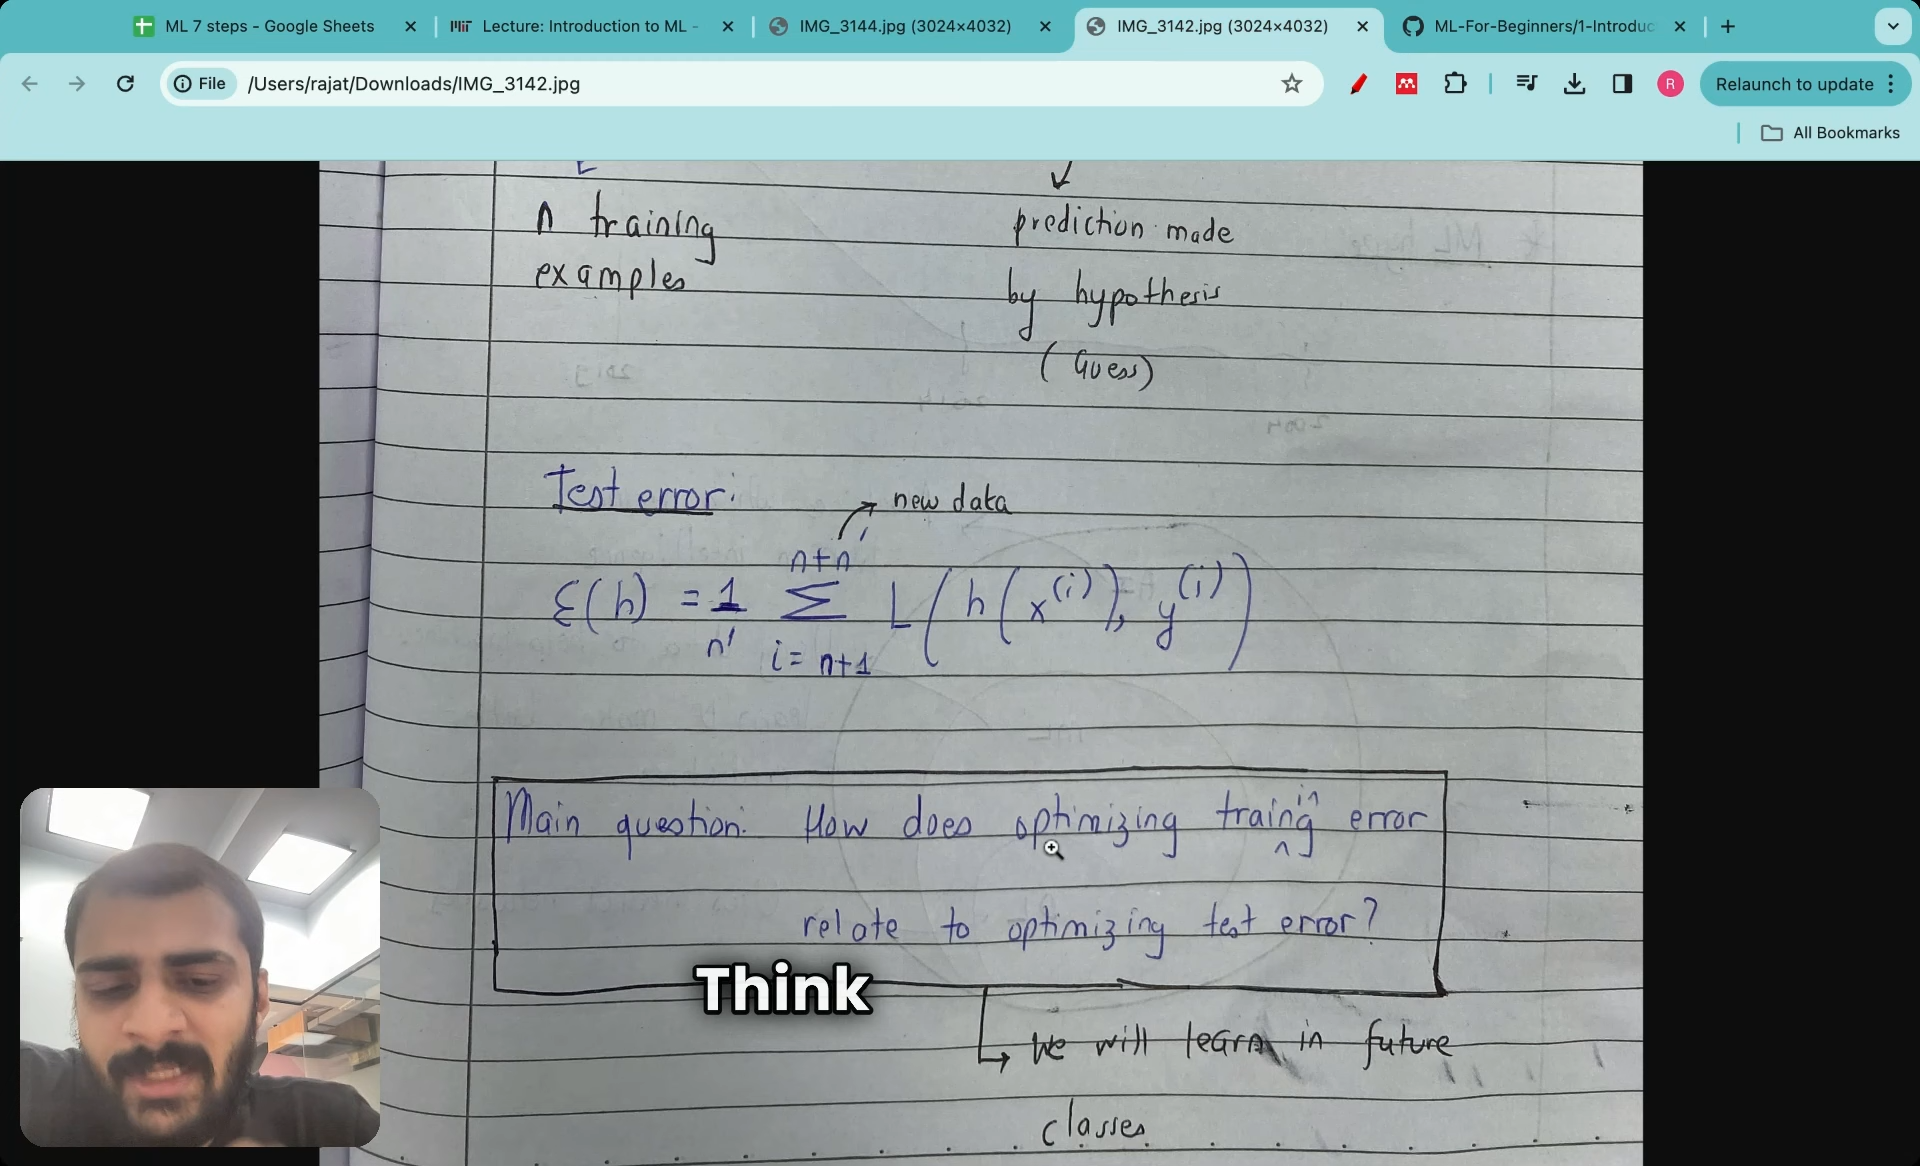 ML 7 steps - Google Sheets
Lecture: Introduction to ML -
IMG_3144.jpg (3024×4032)
IMG_3142.jpg (3024×4032)
ML-For-Beginners/1-Introduc
File
/Users/rajat/Downloads/IMG_3142.jpg
R
Relaunch to update
All Bookmarks
n training
examples
prediction made
by hypothesis
(Guess)
Test error:
new data
ε(h) = 1/n' Σ L(h(x^(i)), y^(i))
n+n'
i = n+1
Main question: How does optimizing training error
relate to optimizing test error?
Think
We will learn in future
classes